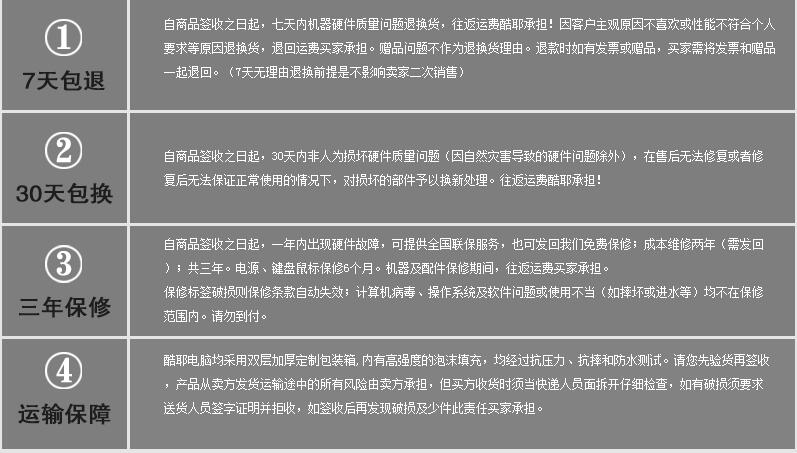 ①
7天包退
自商品签收之日起，七天内机器硬件质量问题退换货，往返运费酷耶承担！因客户主观原因不喜欢或性能不符合个人
要求等原因退换货，退回运费买家承担。赠品问题不作为退换货理由。退款时如有发票或赠品，买家需将发票和赠品
一起退回。（7天无理由退换前提是不影响卖家二次销售）
②
30天包换
自商品签收之日起，30天内非人为损坏硬件质量问题（因自然灾害导致的硬件问题除外），在售后无法修复或者修
复后无法保证正常使用的情况下，对损坏的部件予以换新处理。往返运费酷耶承担！
③
三年保修
自商品签收之日起，一年内出现硬件故障，可提供全国联保服务，也可发回我们免费保修；成本维修两年（需发回
）；共三年。电源、键盘鼠标保修6个月。机器及配件保修期间，往返运费买家承担。
保修标签破损则保修条款自动失效；计算机病毒、操作系统及软件问题或使用不当（如摔坏或进水等）均不在保修
范围内。请勿到付。
④
运输保障
酷耶电脑均采用双层加厚定制包装箱,内有高强度的泡沫填充，均经过抗压力、抗摔和防水测试。请您先验货再签收
，产品从卖方发货运输途中的所有风险由卖方承担，但买方收货时须当快递人员面拆开仔细检查，如有破损须要求
送货人员签字证明并拒收，如签收后再发现破损及少件此责任买家承担。